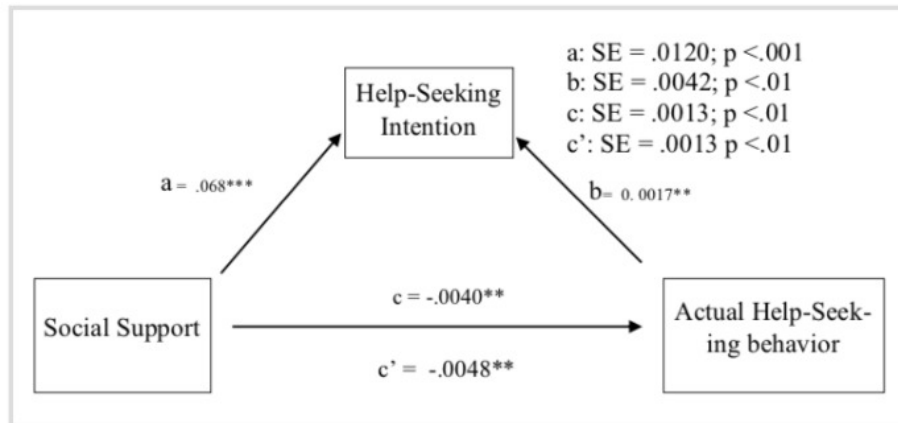 a: SE = .0120; p <.001
b: SE = .0042; p <.01
c: SE = .0013; p <.01
c’: SE = .0013 p <.01
Help-Seeking
Intention
a = .068***
b= 0. 0017**
Social Support
c = -.0040**
c’ = -.0048**
Actual Help-Seek-
ing behavior